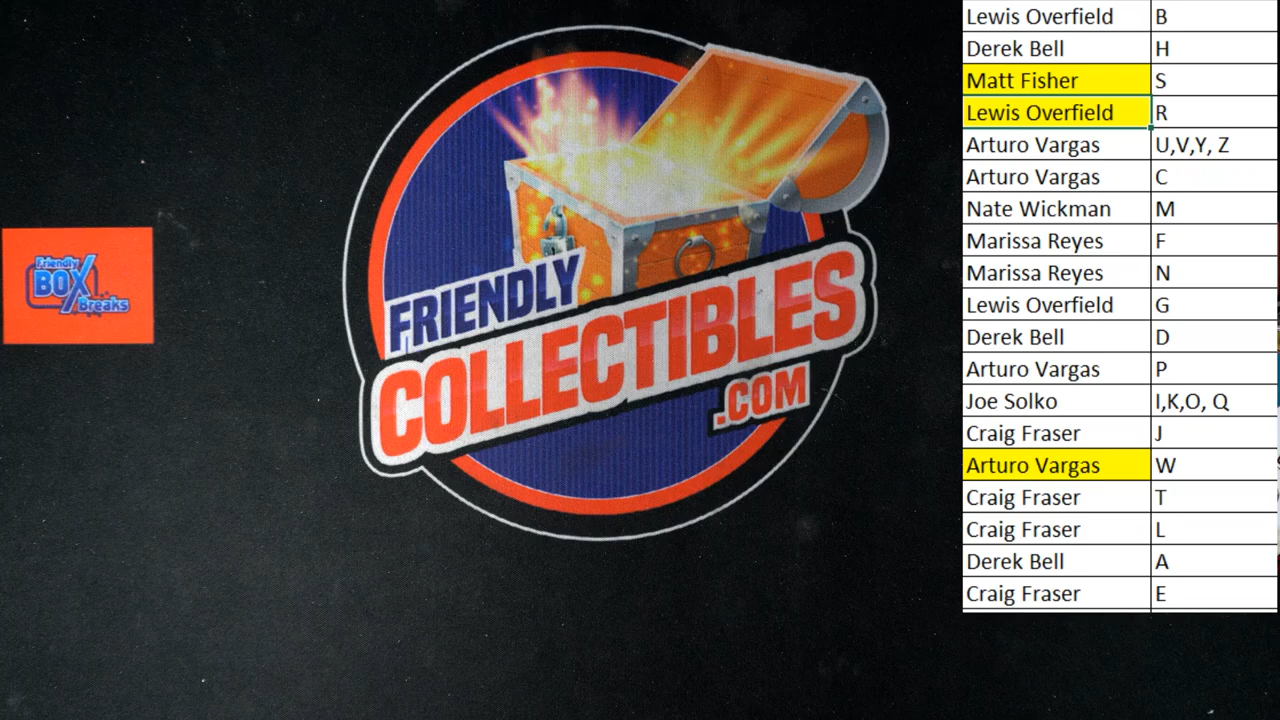 Friendly
BOX
Breaks
FRIENDLY
COLLECTIBLES
.COM
Lewis Overfield B
Derek Bell H
Matt Fisher S
Lewis Overfield R
Arturo Vargas U,V,Y, Z
Arturo Vargas C
Nate Wickman M
Marissa Reyes F
Marissa Reyes N
Lewis Overfield G
Derek Bell D
Arturo Vargas P
Joe Solko I,K,O, Q
Craig Fraser J
Arturo Vargas W
Craig Fraser T
Craig Fraser L
Derek Bell A
Craig Fraser E